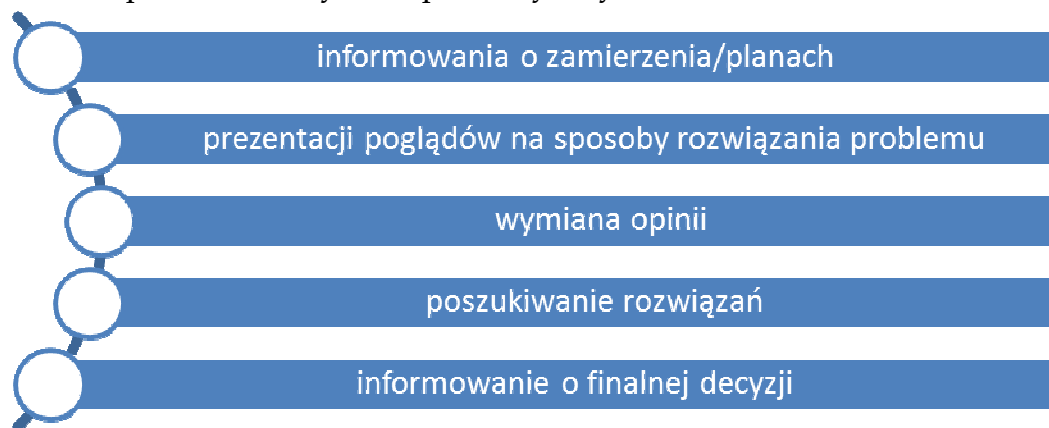 informowania o zamierzenia/planach
prezentacji poglądów na sposoby rozwiązania problemu
wymiana opinii
poszukiwanie rozwiązań
informowanie o finalnej decyzji